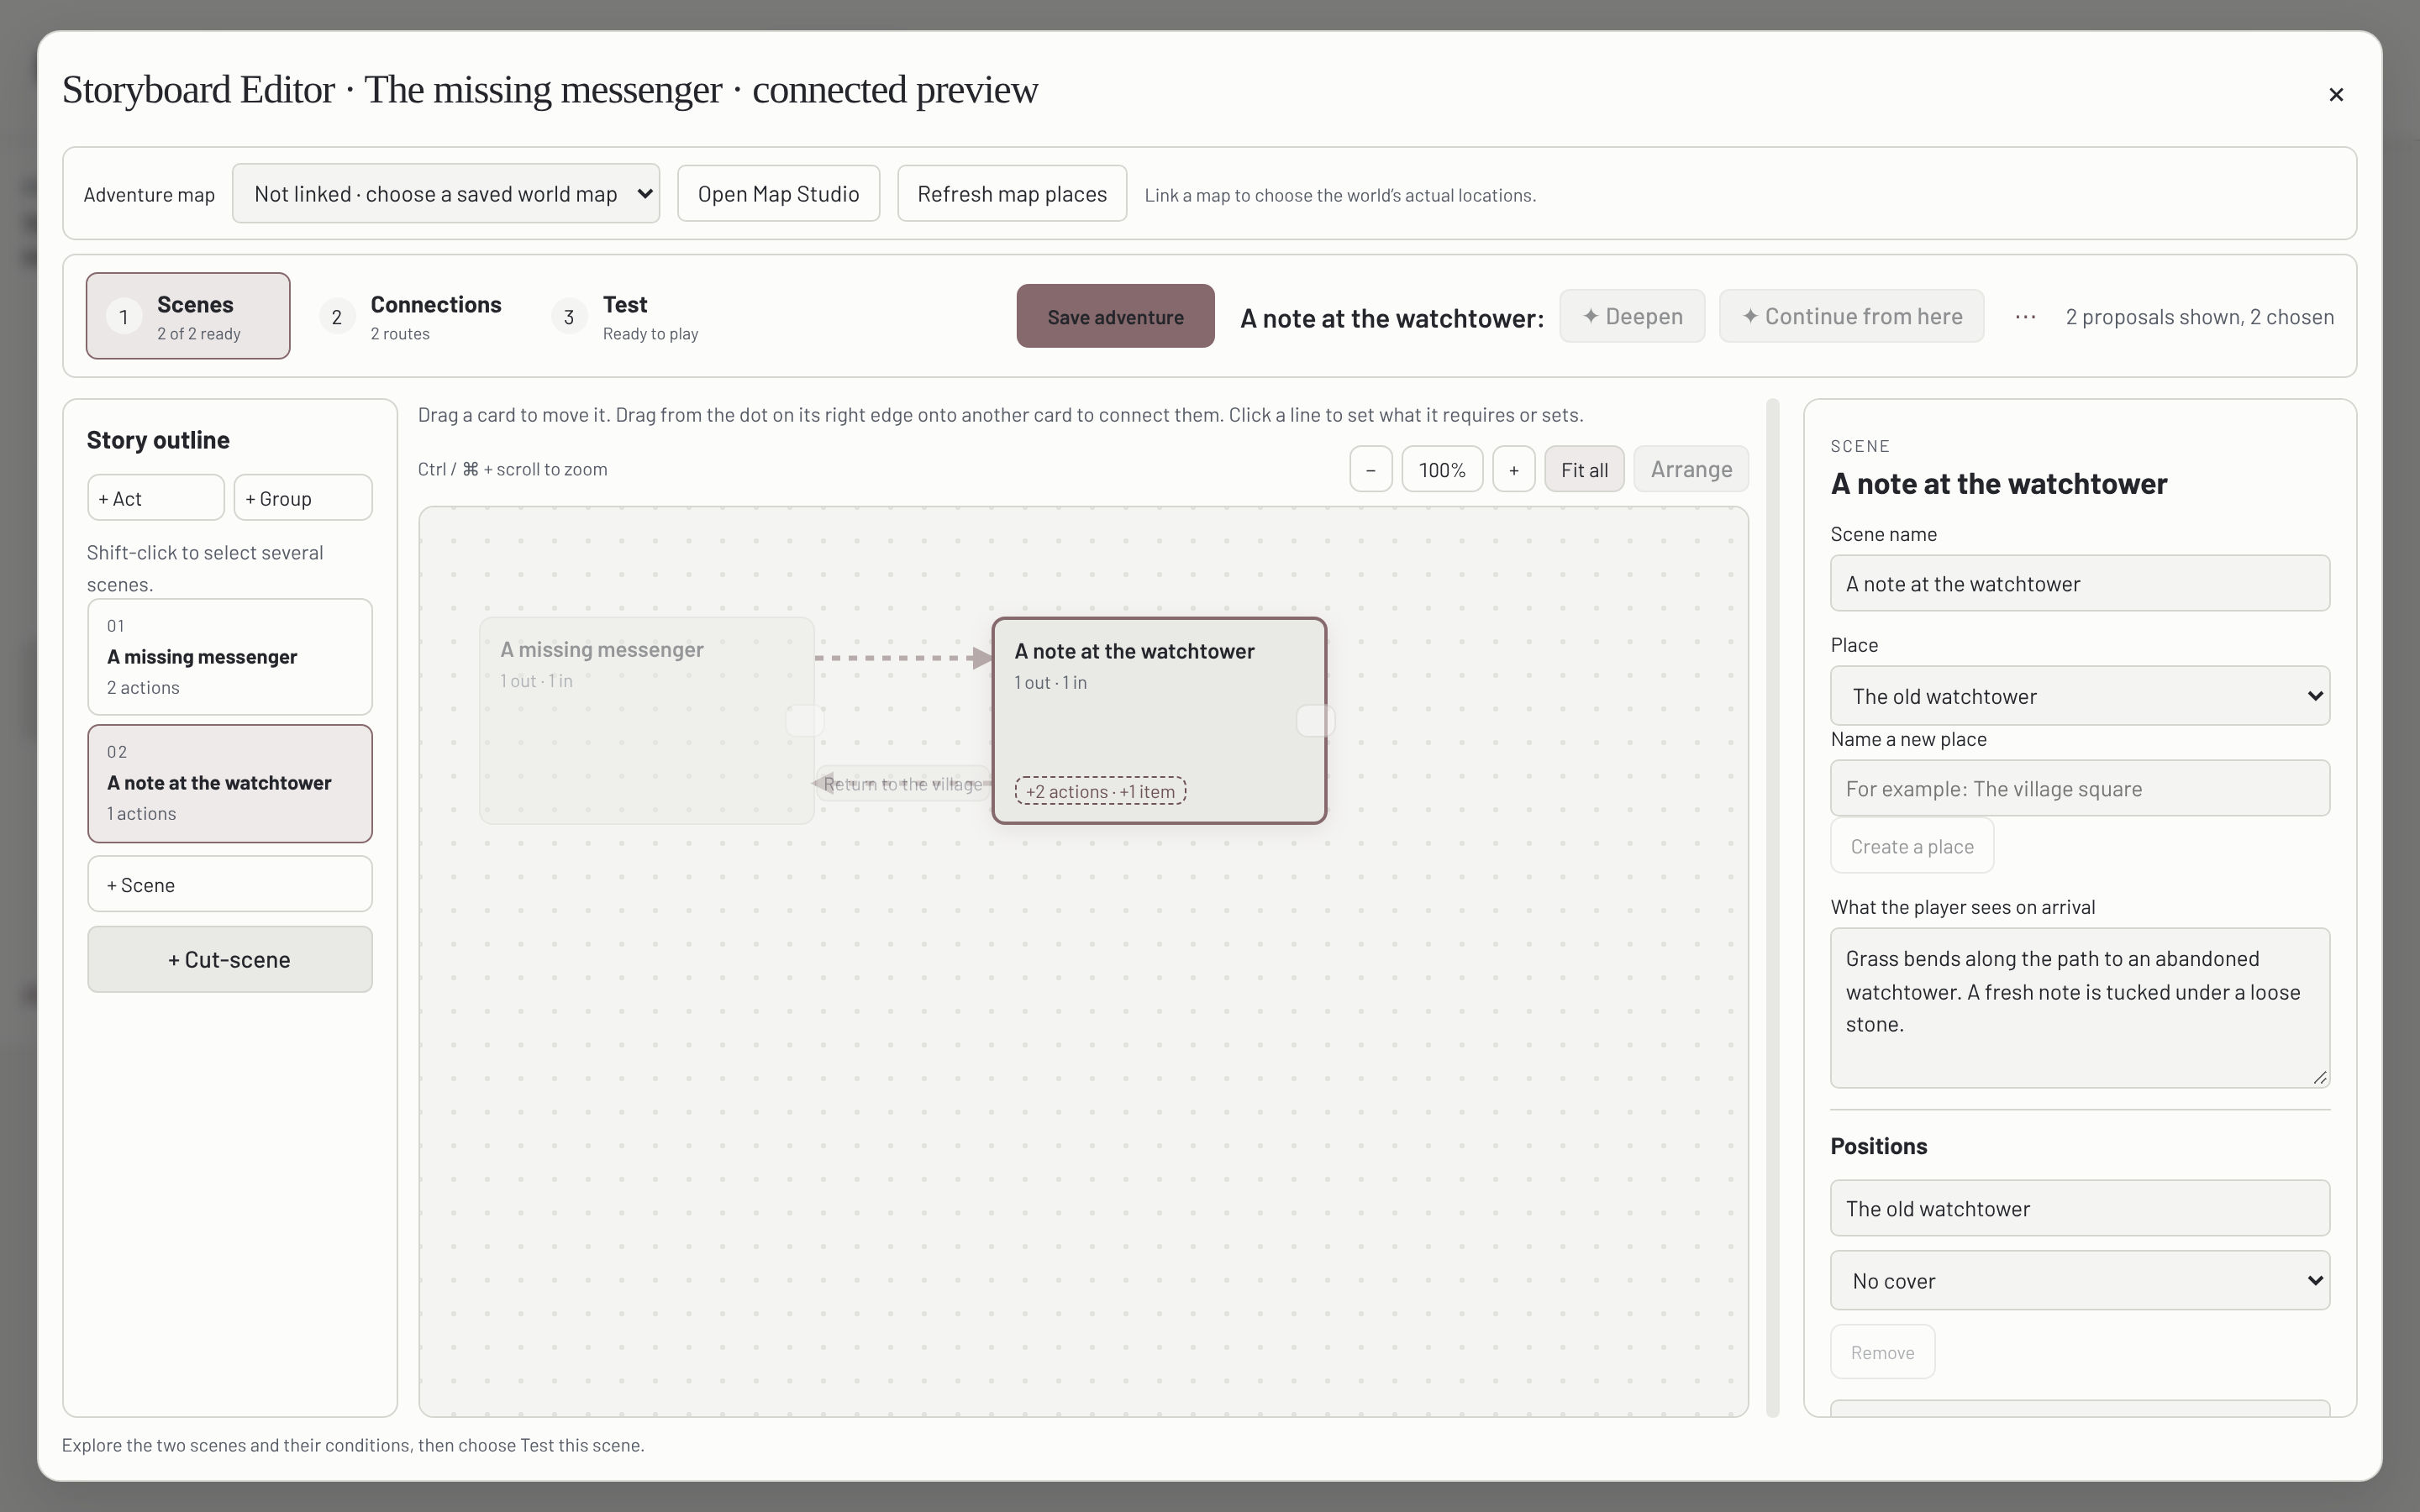 Storyboard Editor · The missing messenger · connected preview
×
Adventure map
Not linked · choose a saved world map
Open Map Studio
Refresh map places
Link a map to choose the world's actual locations.
1
Scenes
2 of 2 ready
2
Connections
2 routes
3
Test
Ready to play
Save adventure
A note at the watchtower:
✦ Deepen
✦ Continue from here
···
2 proposals shown, 2 chosen
Story outline
+ Act
+ Group
Shift-click to select several
scenes.
01
A missing messenger
2 actions
02
A note at the watchtower
1 actions
+ Scene
+ Cut-scene
Drag a card to move it. Drag from the dot on its right edge onto another card to connect them. Click a line to set what it requires or sets.
Ctrl / ⌘ + scroll to zoom
−
100%
+
Fit all
Arrange
A missing messenger
1 out · 1 in
Return to the village
A note at the watchtower
1 out · 1 in
+2 actions · +1 item
SCENE
A note at the watchtower
Scene name
A note at the watchtower
Place
The old watchtower
Name a new place
For example: The village square
Create a place
What the player sees on arrival
Grass bends along the path to an abandoned
watchtower. A fresh note is tucked under a loose
stone.
Positions
The old watchtower
No cover
Remove
Explore the two scenes and their conditions, then choose Test this scene.